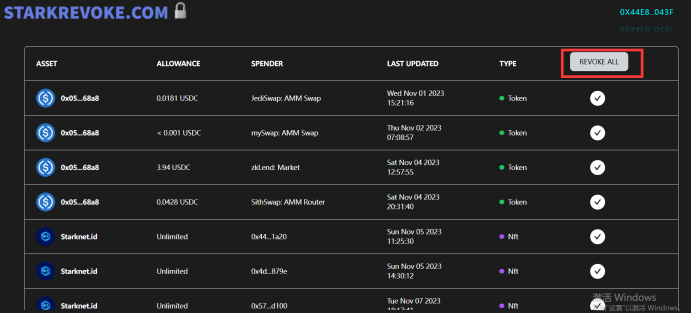 STARKREVOKE.COM
0X44E8..043F
ASSET ALLOWANCE SPENDER LAST UPDATED TYPE REVOKE ALL
0x05...68a8 0.0181 USDC JediSwap: AMM Swap Wed Nov 01 2023 15:21:16 Token
0x05...68a8 < 0.001 USDC mySwap: AMM Swap Thu Nov 02 2023 07:08:57 Token
0x05...68a8 3.94 USDC zkLend: Market Sat Nov 04 2023 12:57:55 Token
0x05...68a8 0.0428 USDC SithSwap: AMM Router Sat Nov 04 2023 20:31:40 Token
Starknet.id Unlimited 0x44...1a20 Sun Nov 05 2023 11:25:30 Nft
Starknet.id Unlimited 0x4d...879e Sun Nov 05 2023 14:30:12 Nft
Starknet.id Unlimited 0x57...d100 Tue Nov 07 2023 Nft
激活 Windows
"设置"以激活 Windows